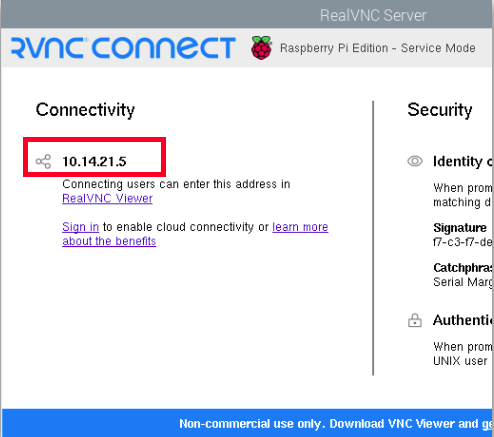 RealVNC Server
RVNC CONNECT Raspberry Pi Edition - Service Mode
Connectivity
10.14.21.5
Connecting users can enter this address in
RealVNC Viewer
Sign in to enable cloud connectivity or learn more
about the benefits
Security
Identity c
When prom
matching d
Signature
f7-c3-f7-de
Catchphras
Serial Marg
Authenti
When prom
UNIX user
Non-commercial use only. Download VNC Viewer and ge